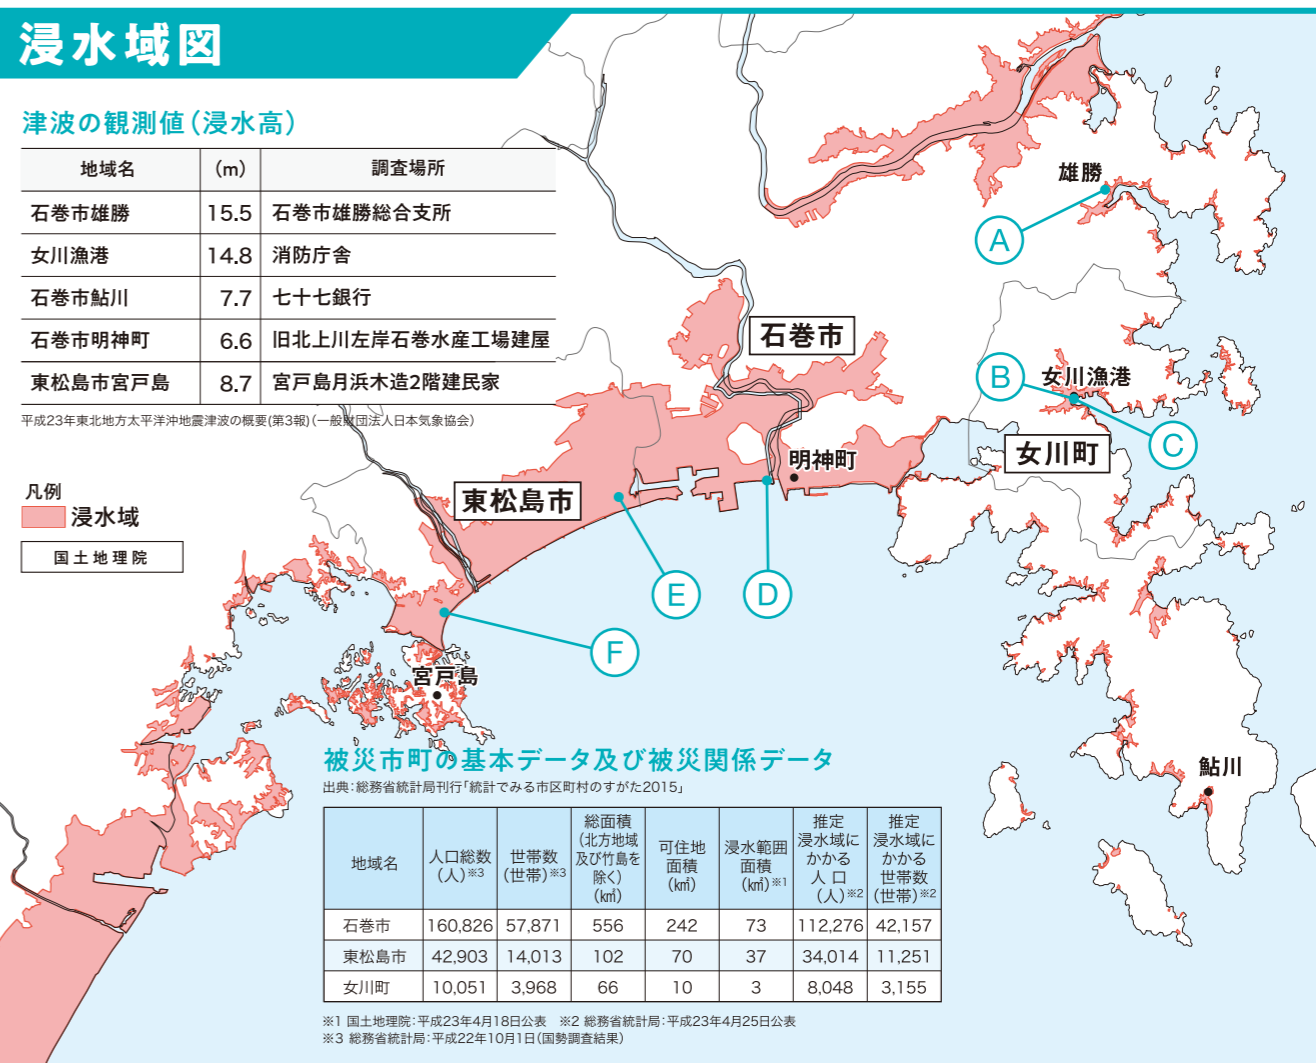 浸水域図
津波の観測値（浸水高）
地域名 （m） 調査場所
石巻市雄勝 15.5 石巻市雄勝総合支所
女川漁港 14.8 消防庁舎
石巻市鮎川 7.7 七十七銀行
石巻市明神町 6.6 旧北上川左岸石巻水産工場建屋
東松島市宮戸島 8.7 宮戸島月浜木造2階建民家
平成23年東北地方太平洋沖地震津波の概要(第3報)(一般財団法人日本気象協会)
凡例
浸水域
国土地理院
雄勝
A
石巻市
B
女川漁港
C
女川町
明神町
東松島市
E
D
F
宮戸島
鮎川
被災市町の基本データ及び被災関係データ
出典：総務省統計局刊行「統計でみる市区町村のすがた2015」
地域名
人口総数
（人）※3
世帯数
（世帯）※3
総面積
（北方地域
及び竹島を
除く）
（㎢）
可住地
面積
（㎢）
浸水範囲
面積
（㎢）※1
推定
浸水域に
かかる
人 口
（人）※2
推定
浸水域に
かかる
世帯数
（世帯）※2
石巻市 160,826 57,871 556 242 73 112,276 42,157
東松島市 42,903 14,013 102 70 37 34,014 11,251
女川町 10,051 3,968 66 10 3 8,048 3,155
※1 国土地理院：平成23年4月18日公表 ※2 総務省統計局：平成23年4月25日公表
※3 総務省統計局：平成22年10月1日（国勢調査結果）